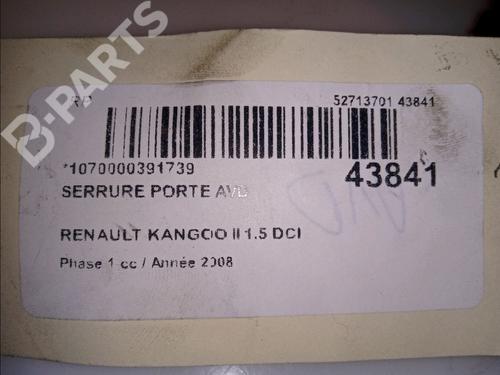 B-PARTS
52713701 43841
*1070000391739
43841
SERRURE PORTE AVD
RENAULT KANGOO II 1.5 DCI
Phase 1 cc / Année 2008
AVD